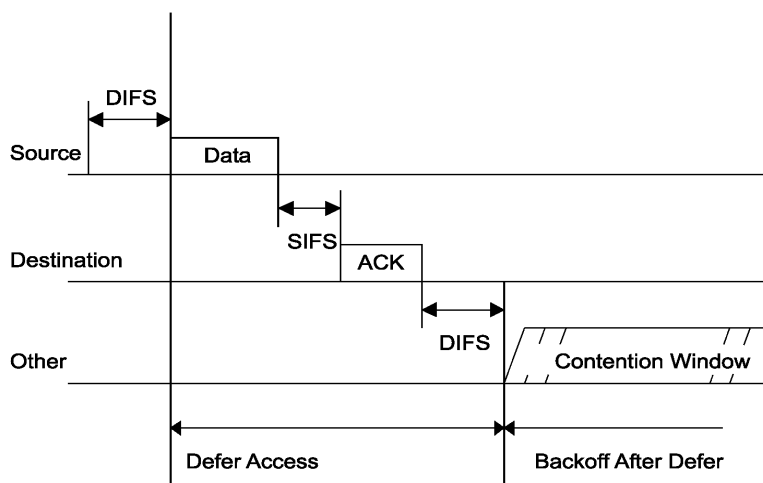 DIFS
Source
Data
SIFS
Destination
ACK
DIFS
Other
Contention Window
Defer Access
Backoff After Defer